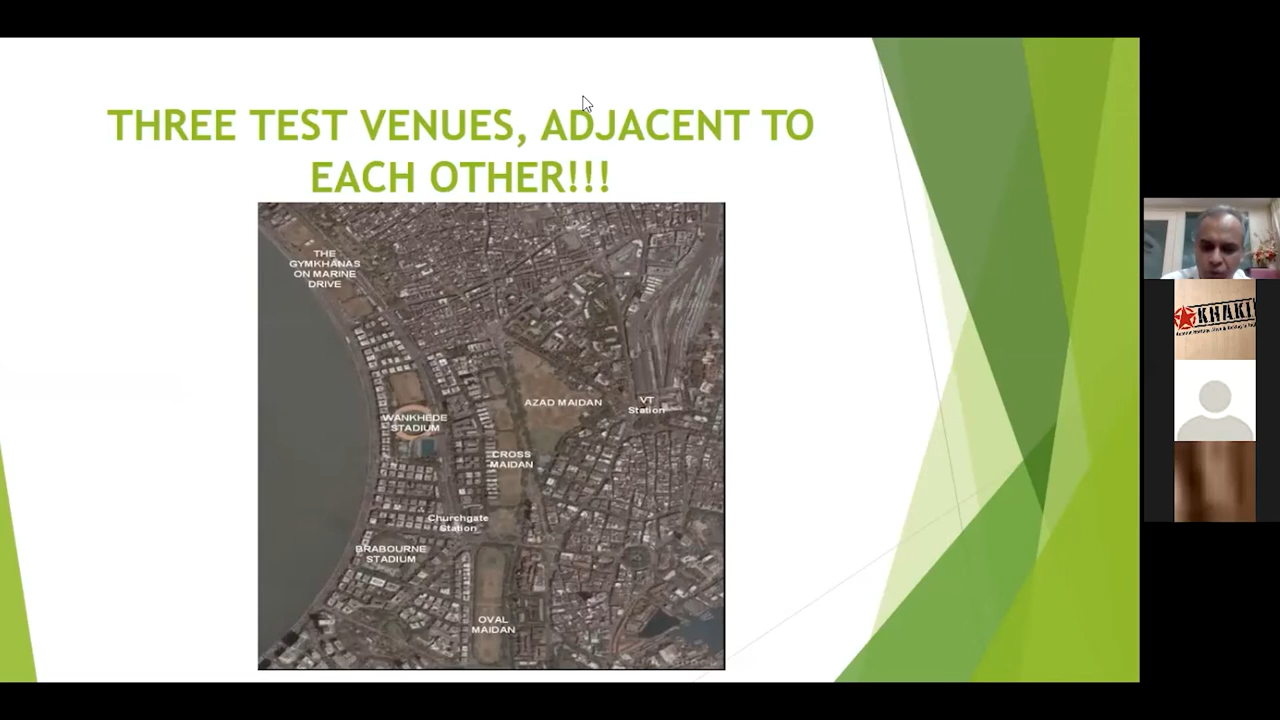 THREE TEST VENUES, ADJACENT TO
EACH OTHER!!!
THE
GYMKHANAS
ON MARINE
DRIVE
WANKHEDE
STADIUM
AZAD MAIDAN
VT
Station
CROSS
MAIDAN
Churchgate
Station
BRABOURNE
STADIUM
OVAL
MAIDAN
KHAKI